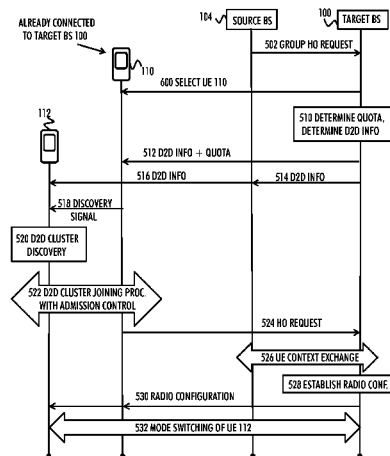 104
SOURCE BS
100
TARGET BS
ALREADY CONNECTED
TO TARGET BS 100
110
502 GROUP HO REQUEST
600 SELECT UE 110
112
510 DETERMINE QUOTA,
DETERMINE D2D INFO
512 D2D INFO + QUOTA
516 D2D INFO
514 D2D INFO
518 DISCOVERY
SIGNAL
520 D2D CLUSTER
DISCOVERY
522 D2D CLUSTER JOINING PROC.
WITH ADMISSION CONTROL
524 HO REQUEST
526 UE CONTEXT EXCHANGE
528 ESTABLISH RADIO CONF.
530 RADIO CONFIGURATION
532 MODE SWITCHING OF UE 112